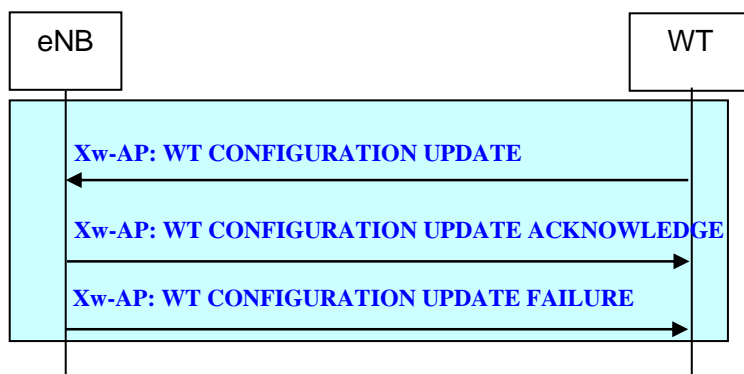 eNB
WT
Xw-AP: WT CONFIGURATION UPDATE
Xw-AP: WT CONFIGURATION UPDATE ACKNOWLEDGE
Xw-AP: WT CONFIGURATION UPDATE FAILURE